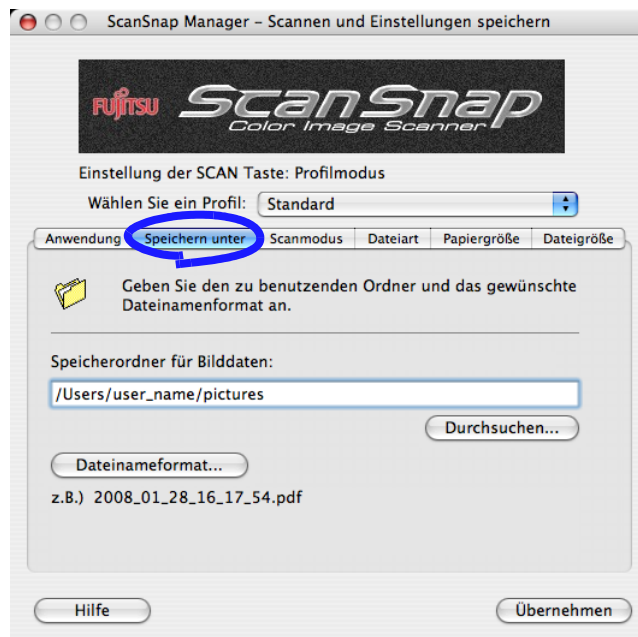 ScanSnap Manager – Scannen und Einstellungen speichern
FUJITSU ScanSnap
Color Image Scanner
Einstellung der SCAN Taste: Profilmodus
Wählen Sie ein Profil: Standard
Anwendung Speichern unter Scanmodus Dateiart Papiergröße Dateigröße
Geben Sie den zu benutzenden Ordner und das gewünschte
Dateinamenformat an.
Speicherordner für Bilddaten:
/Users/user_name/pictures
Durchsuchen...
Dateinameformat...
z.B.) 2008_01_28_16_17_54.pdf
Hilfe Übernehmen